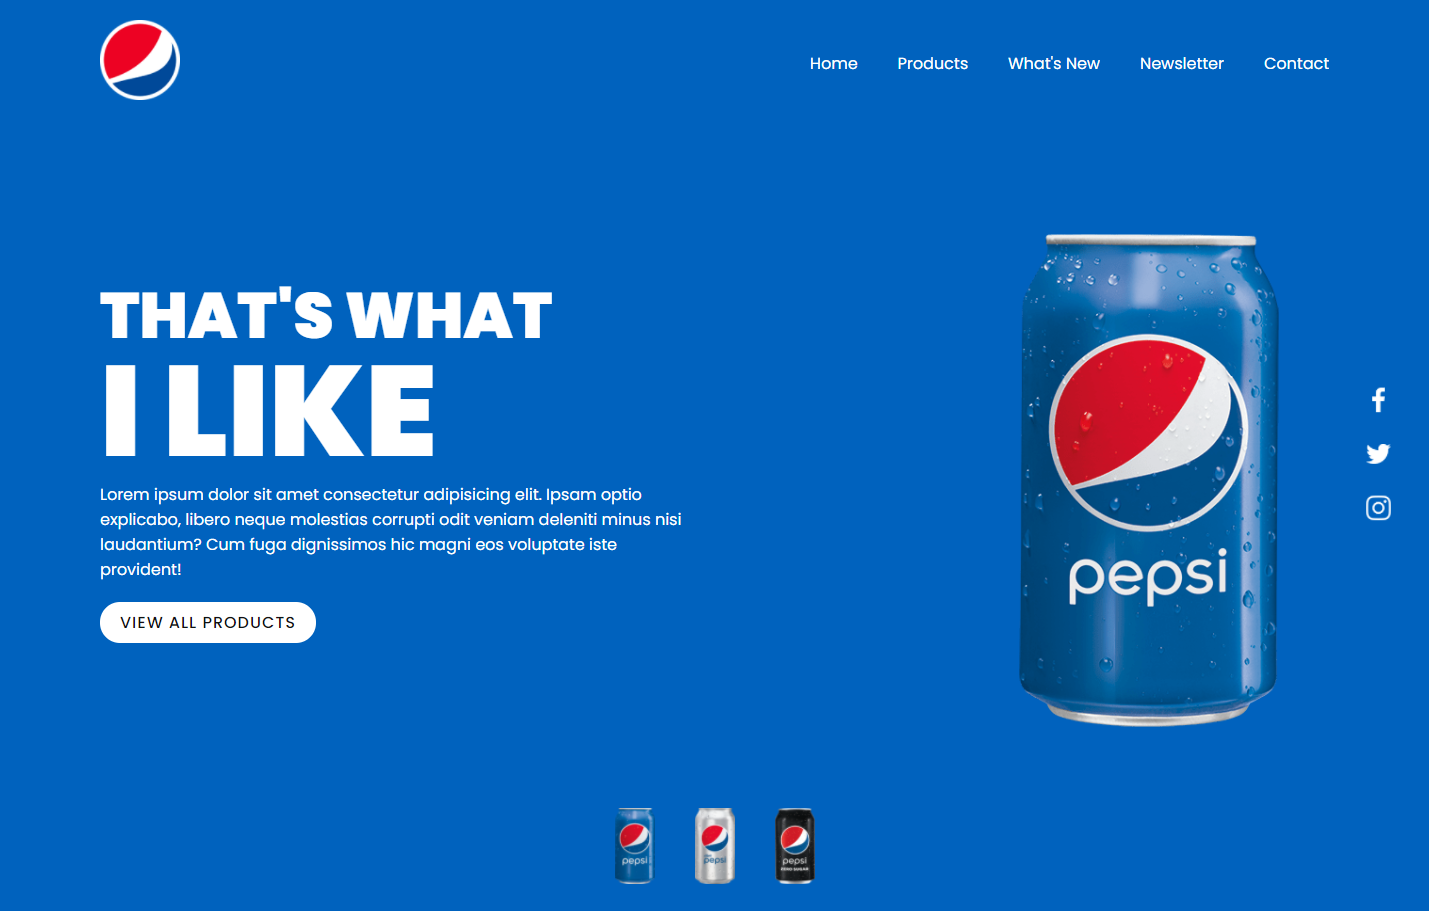 Home Products What's New Newsletter Contact
THAT'S WHAT
I LIKE
Lorem ipsum dolor sit amet consectetur adipisicing elit. Ipsam optio
explicabo, libero neque molestias corrupti odit veniam deleniti minus nisi
laudantium? Cum fuga dignissimos hic magni eos voluptate iste
provident!
VIEW ALL PRODUCTS
pepsi
pepsi
pepsi
pepsi
ZERO SUGAR